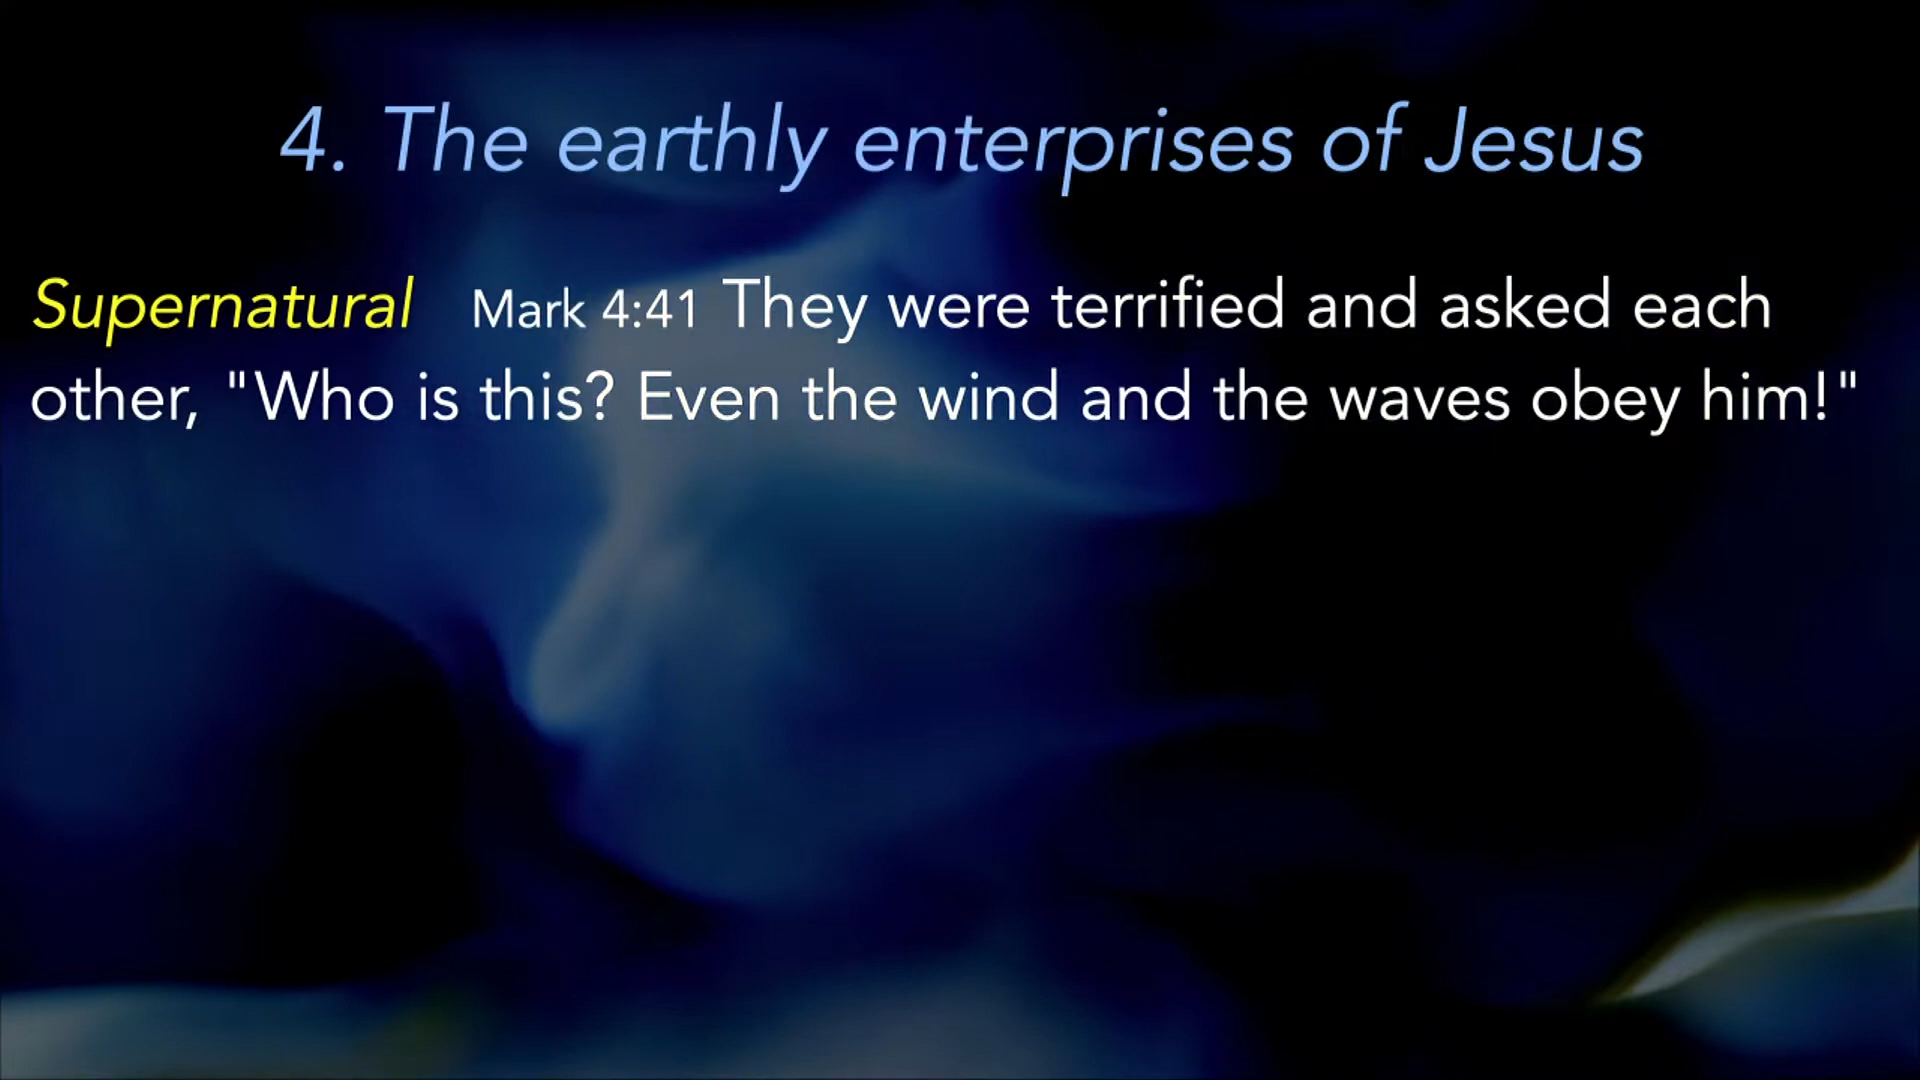 4. The earthly enterprises of Jesus
Supernatural Mark 4:41 They were terrified and asked each
other, "Who is this? Even the wind and the waves obey him!"